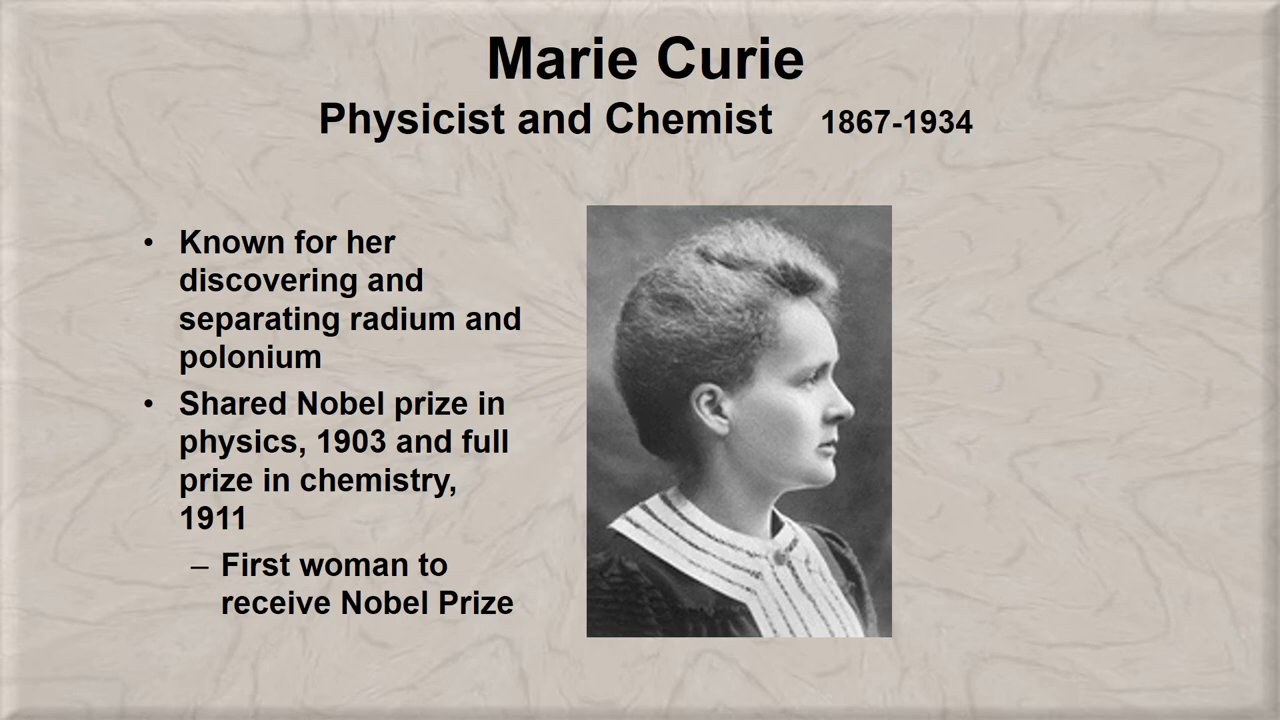 Marie Curie
Physicist and Chemist 1867-1934
• Known for her
discovering and
separating radium and
polonium
• Shared Nobel prize in
physics, 1903 and full
prize in chemistry,
1911
– First woman to
receive Nobel Prize